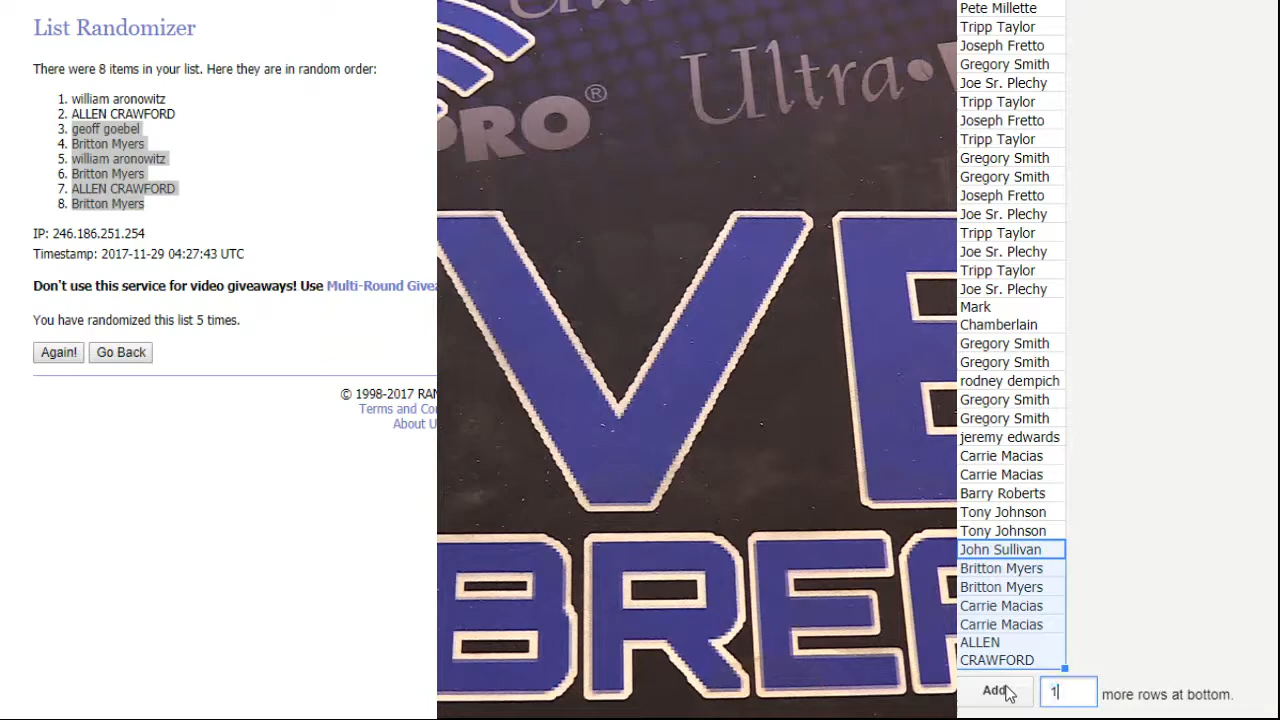 List Randomizer
There were 8 items in your list. Here they are in random order:
1. william aronowitz
2. ALLEN CRAWFORD
3. geoff goebel
4. Britton Myers
5. william aronowitz
6. Britton Myers
7. ALLEN CRAWFORD
8. Britton Myers
IP: 246.186.251.254
Timestamp: 2017-11-29 04:27:43 UTC
Don't use this service for video giveaways! Use Multi-Round Givea
You have randomized this list 5 times.
Again! Go Back
© 1998-2017 RAN
Terms and Con
About U
Ultra
PRO®
VE
BREA
Pete Millette
Tripp Taylor
Joseph Fretto
Gregory Smith
Joe Sr. Plechy
Tripp Taylor
Joseph Fretto
Tripp Taylor
Gregory Smith
Gregory Smith
Joseph Fretto
Joe Sr. Plechy
Tripp Taylor
Joe Sr. Plechy
Tripp Taylor
Joe Sr. Plechy
Mark
Chamberlain
Gregory Smith
Gregory Smith
rodney dempich
Gregory Smith
Gregory Smith
jeremy edwards
Carrie Macias
Carrie Macias
Barry Roberts
Tony Johnson
Tony Johnson
John Sullivan
Britton Myers
Britton Myers
Carrie Macias
Carrie Macias
ALLEN
CRAWFORD
Add 1 more rows at bottom.